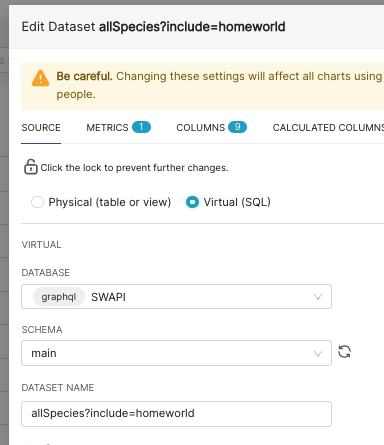 Edit Dataset allSpecies?include=homeworld
Be careful. Changing these settings will affect all charts using
people.
SOURCE METRICS 1 COLUMNS 9 CALCULATED COLUMNS
Click the lock to prevent further changes.
Physical (table or view) Virtual (SQL)
VIRTUAL
DATABASE
graphql SWAPI
SCHEMA
main
DATASET NAME
allSpecies?include=homeworld